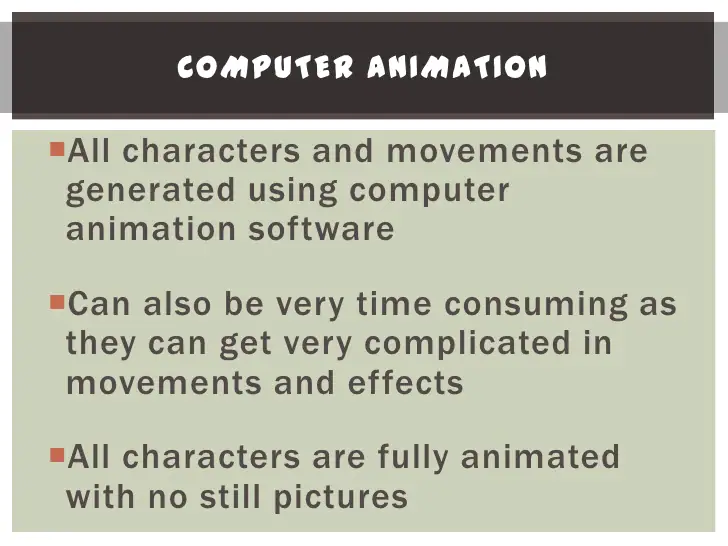 COMPUTER ANIMATION
▪All characters and movements are
generated using computer
animation software
▪Can also be very time consuming as
they can get very complicated in
movements and effects
▪All characters are fully animated
with no still pictures